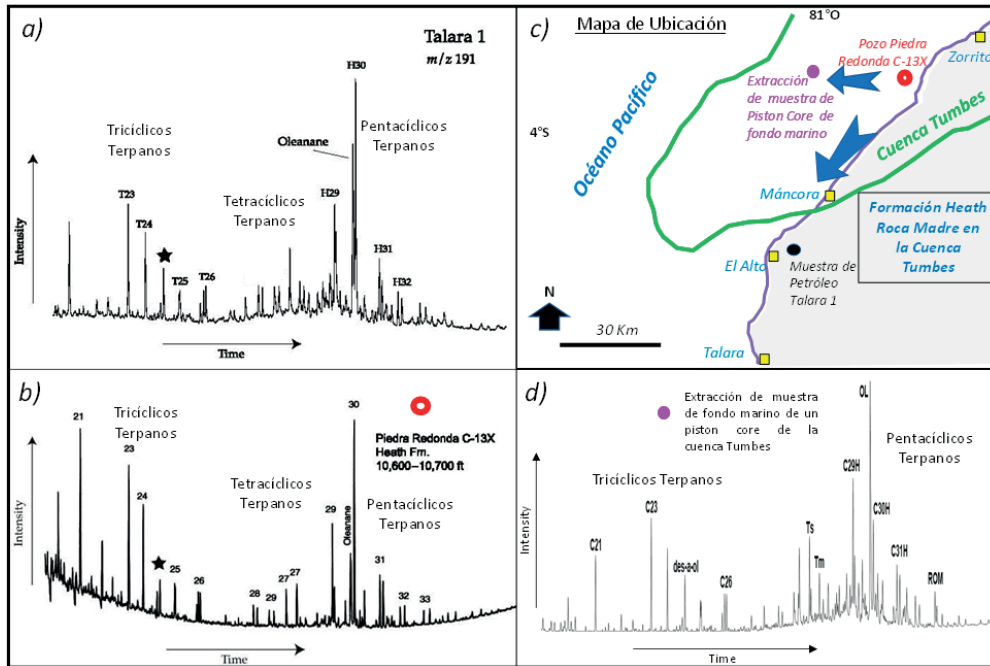 a)
Talara 1
m/z 191
H30
Tricíclicos
Terpanos
Pentacíclicos
Terpanos
Oleanane
T23
T24
T25
T26
Tetracíclicos
Terpanos
H29
H31
H32
Intensity
Time
b)
21
Tricíclicos
Terpanos
23
24
25
26
Piedra Redonda C-13X
Heath Fm.
10,600–10,700 ft
30
Tetracíclicos
Terpanos
29
Oleanane
Pentacíclicos
Terpanos
28
29
27
27
31
32
33
Intensity
Time
c)
Mapa de Ubicación
81°O
Pozo Piedra
Redonda C-13X
Zorritos
Extracción
de muestra de
Piston Core de
fondo marino
Océano Pacífico
4°S
Cuenca Tumbes
Máncora
Formación Heath
Roca Madre en
la Cuenca
Tumbes
El Alto
Muestra de
Petróleo
Talara 1
N
30 Km
Talara
d)
Extracción de muestra
de fondo marino de un
piston core de la
cuenca Tumbes
OL
Pentacíclicos
Terpanos
Tricíclicos Terpanos
C21
C23
des-a-ol
C26
Ts
Tm
C29H
C30H
C31H
ROM
Intensity
Time